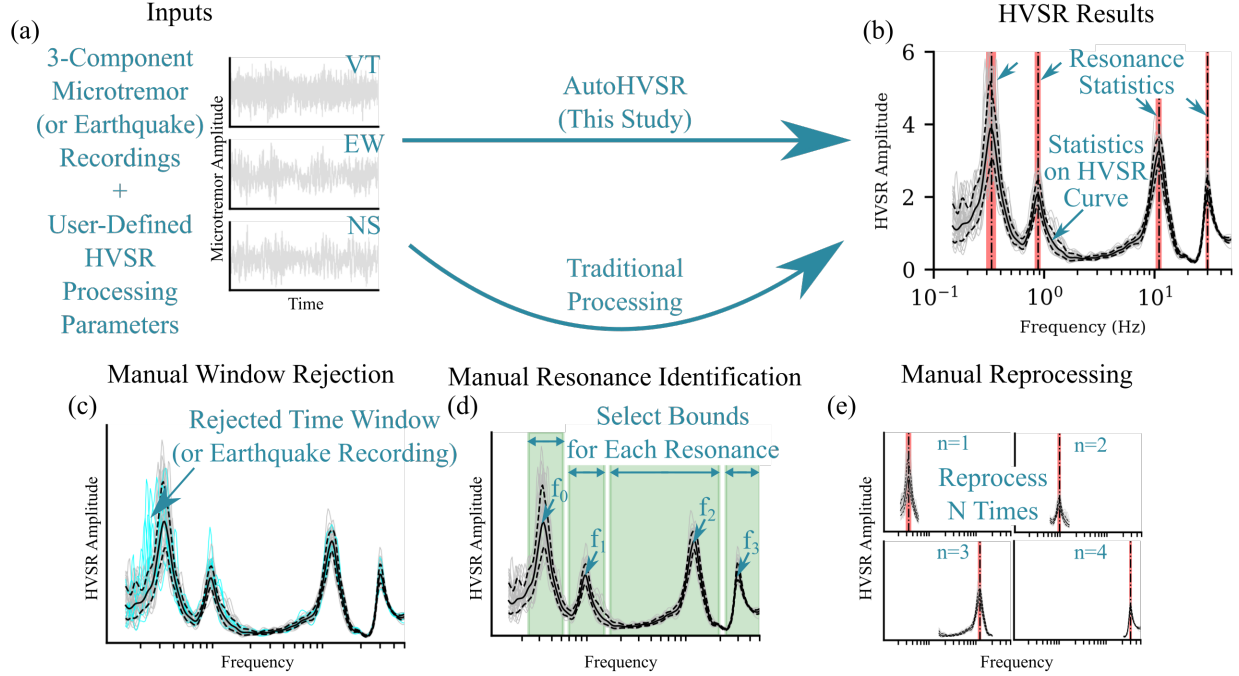 Inputs
(a)
3-Component
Microtremor
(or Earthquake)
Recordings
+
User-Defined
HVSR
Processing
Parameters
Microtremor Amplitude
VT
EW
NS
Time
AutoHVSR
(This Study)
Traditional
Processing
HVSR Results
(b)
HVSR Amplitude
6
4
2
0
Resonance
Statistics
Statistics
on HVSR
Curve
10⁻¹ 10⁰ 10¹
Frequency (Hz)
Manual Window Rejection
(c)
Rejected Time Window
(or Earthquake Recording)
HVSR Amplitude
Frequency
Manual Resonance Identification
(d)
Select Bounds
for Each Resonance
f₀
f₁
f₂
f₃
HVSR Amplitude
Frequency
Manual Reprocessing
(e)
n=1
n=2
Reprocess
N Times
n=3
n=4
HVSR Amplitude
Frequency